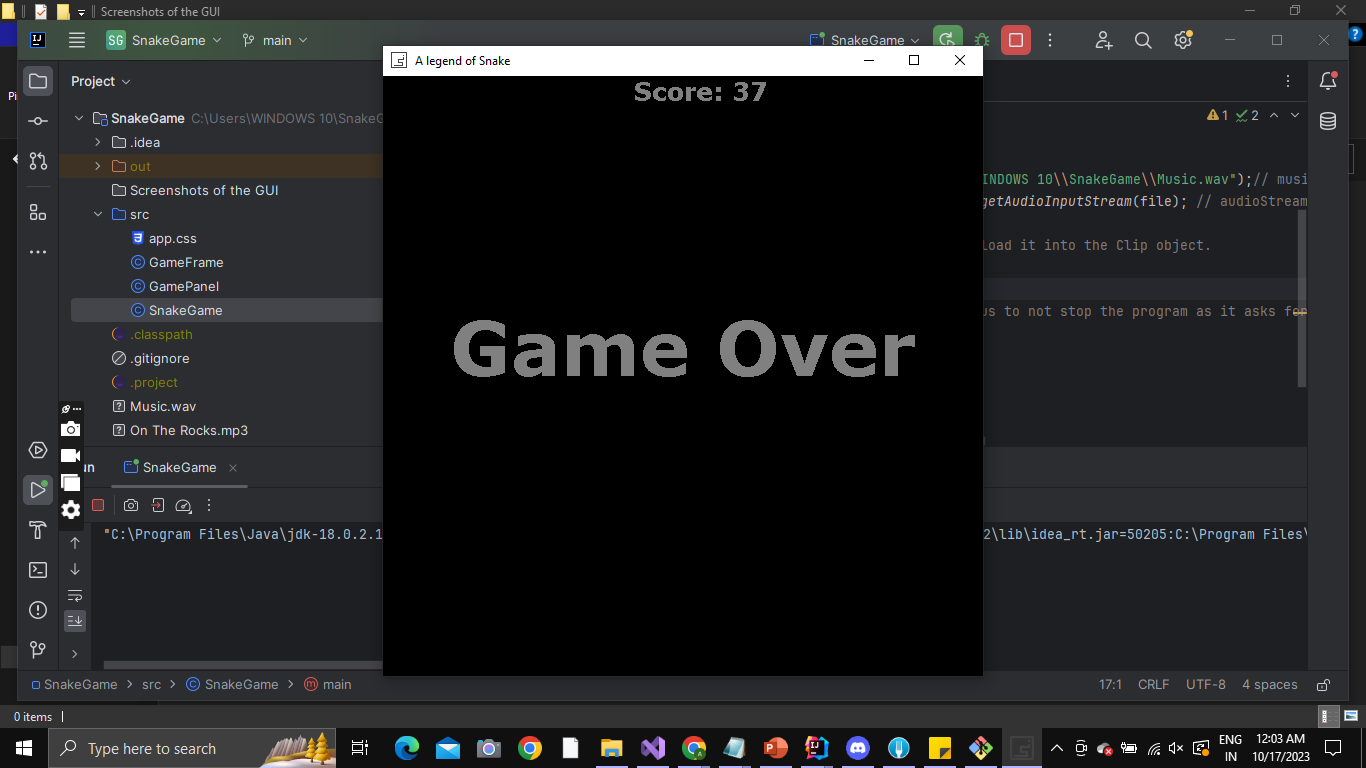 Screenshots of the GUI
SG SnakeGame main SnakeGame
A legend of Snake
Score: 37
Game Over
Pi
Project
SnakeGame C:\Users\WINDOWS 10\SnakeG
.idea
out
Screenshots of the GUI
src
app.css
GameFrame
GamePanel
SnakeGame
.classpath
.gitignore
.project
Music.wav
On The Rocks.mp3
1 2
INDOWS 10\\SnakeGame\\Music.wav");// musi
getAudioInputStream(file); // audioStream
load it into the Clip object.
us to not stop the program as it asks for
un SnakeGame
"C:\Program Files\Java\jdk-18.0.2.1
2\lib\idea_rt.jar=50205:C:\Program Files\
SnakeGame > src > SnakeGame > main
17:1 CRLF UTF-8 4 spaces
0 items
Type here to search
ENG
IN
12:03 AM
10/17/2023